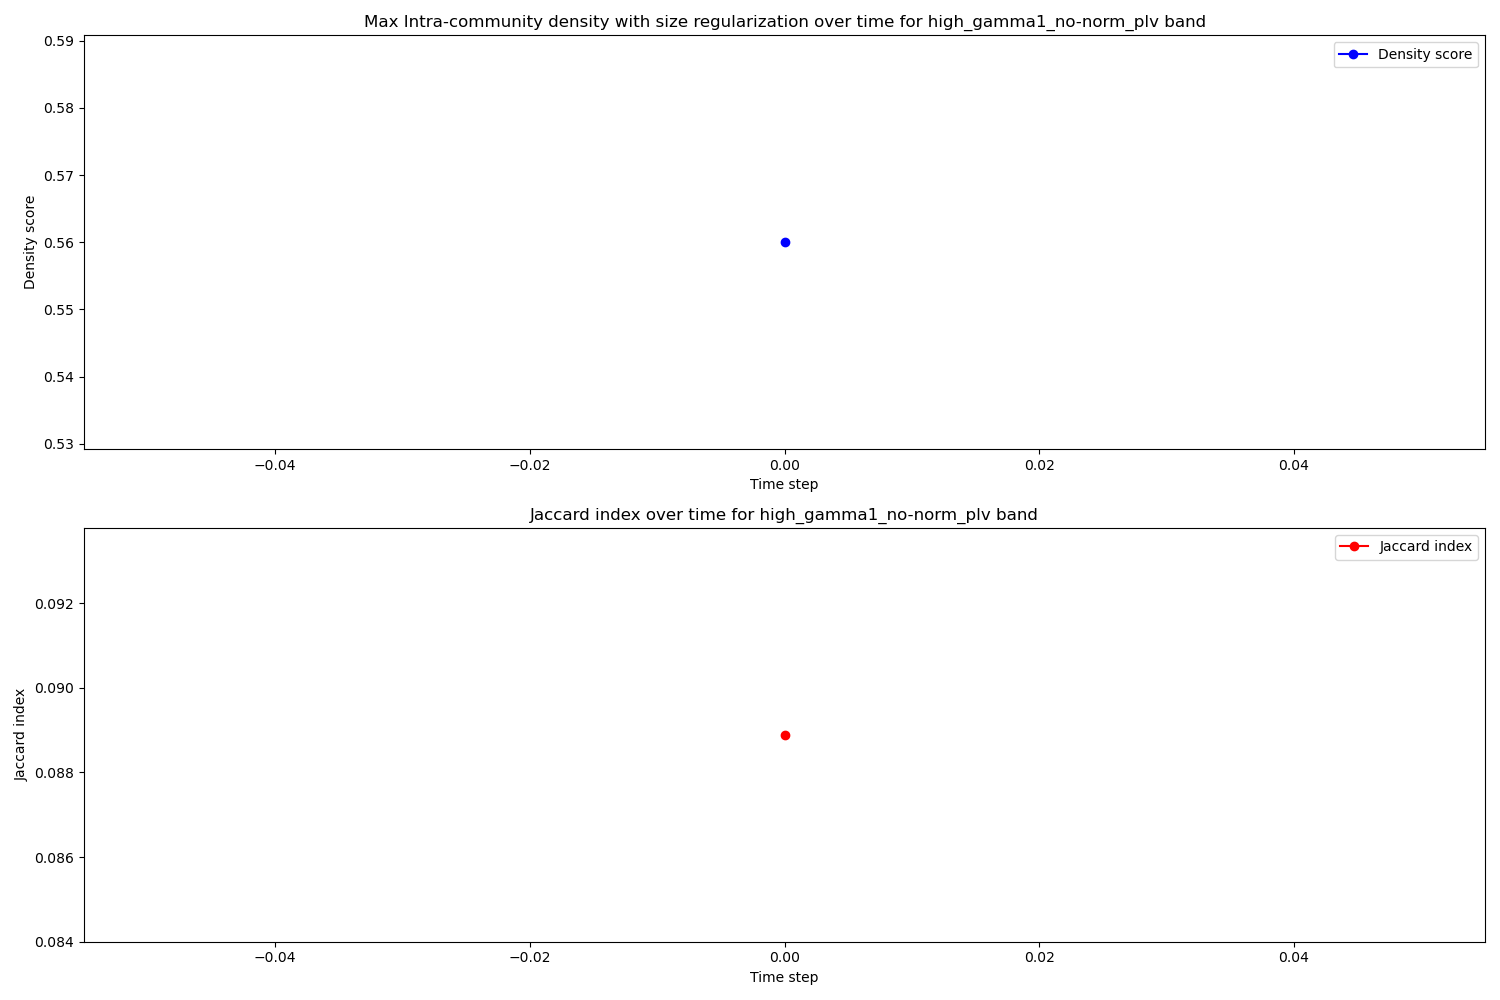 Max Intra-community density with size regularization over time for high_gamma1_no-norm_plv band
Density score
0.59
0.58
0.57
0.56
0.55
0.54
0.53
Density score
−0.04
−0.02
0.00
0.02
0.04
Time step
Jaccard index over time for high_gamma1_no-norm_plv band
Jaccard index
0.092
0.090
0.088
0.086
0.084
Jaccard index
−0.04
−0.02
0.00
0.02
0.04
Time step